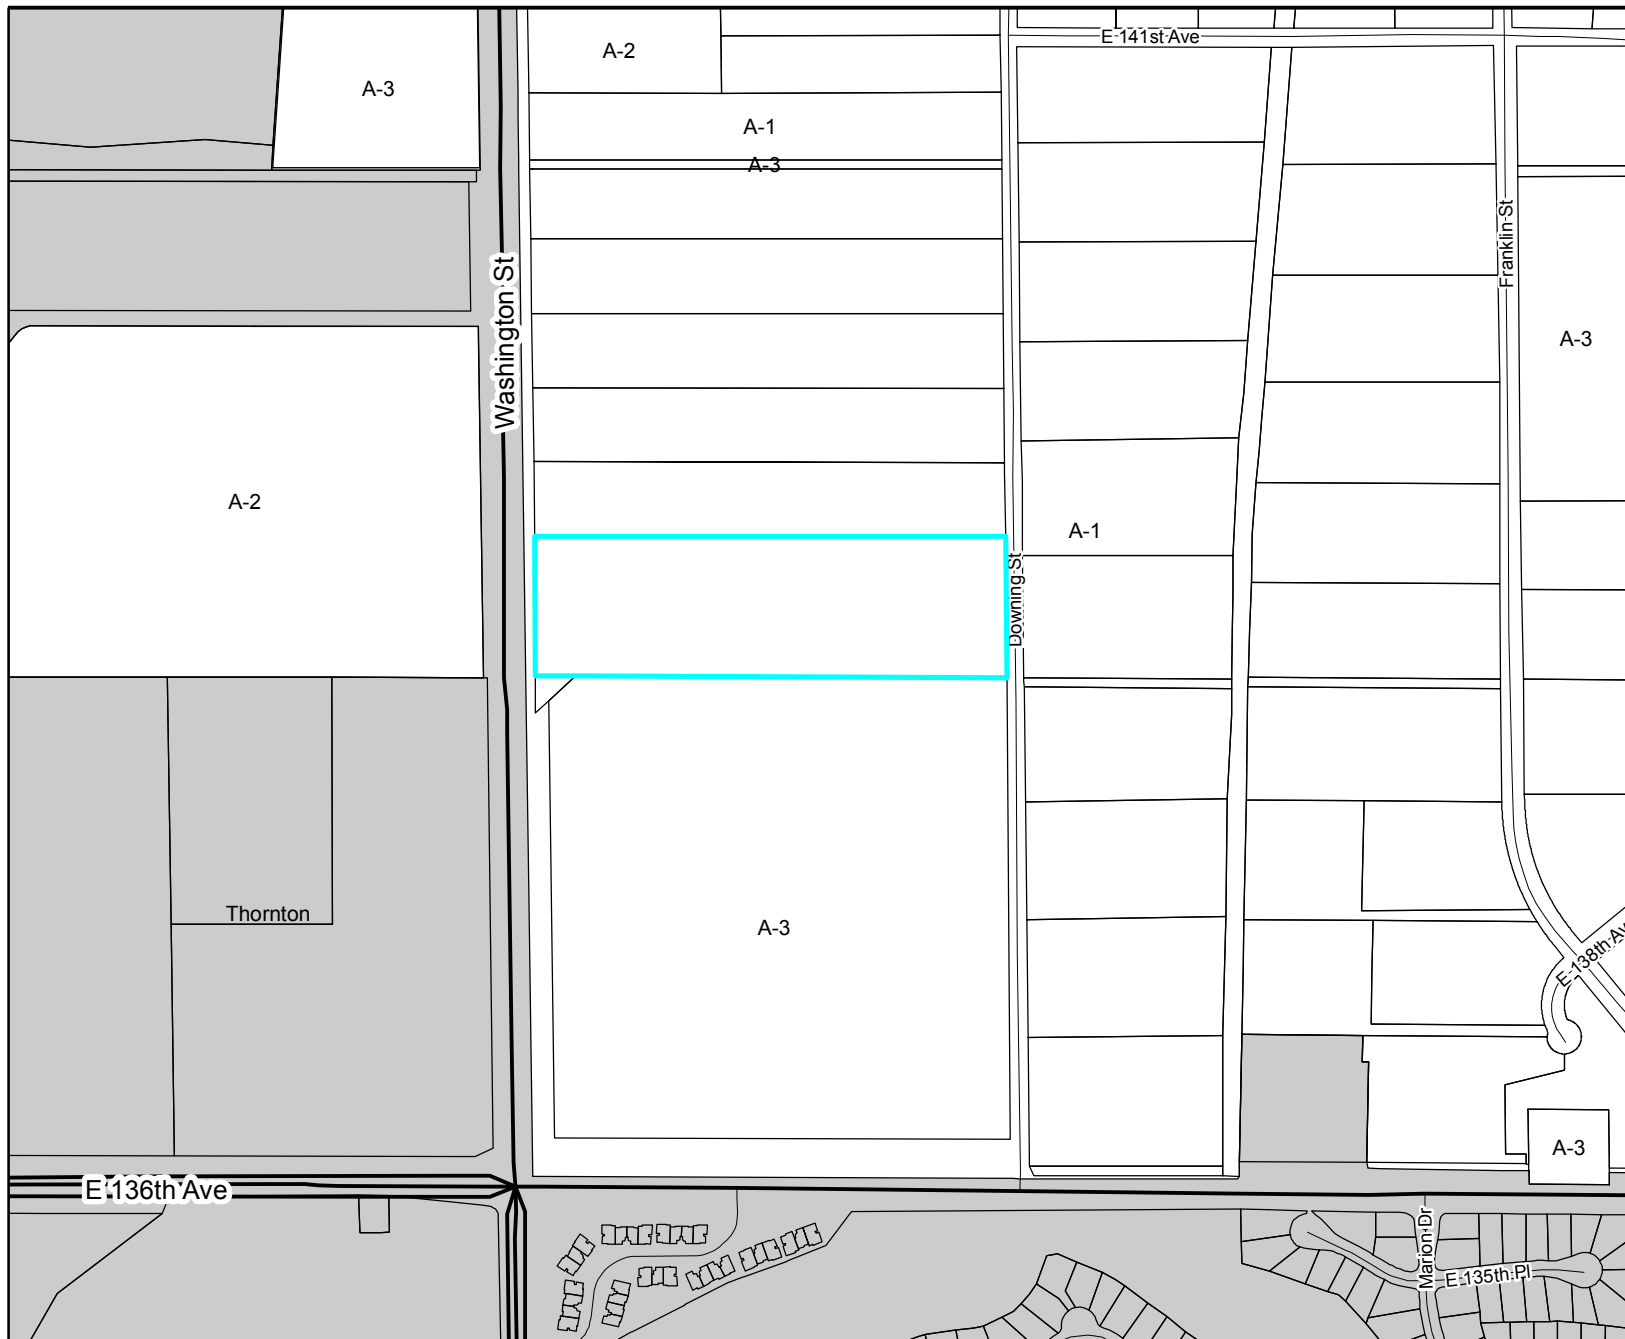 E 141st Ave
A-2
A-3
A-1
A-3
Franklin St
Washington St
A-3
A-2
A-1
Downing St
Thornton
A-3
E 138th Av
A-3
E 136th Ave
Marion Dr
E 135th Pl